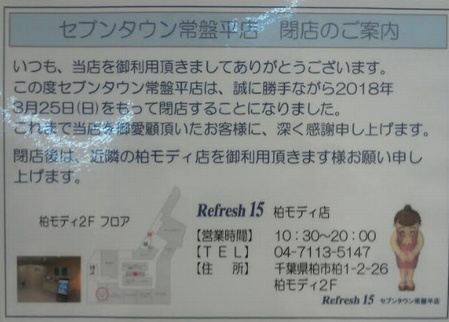 セブンタウン常盤平店　閉店のご案内
いつも、当店を御利用頂きましてありがとうございます。
この度セブンタウン常盤平店は、誠に勝手ながら2018年
3月25日(日)をもって閉店することになりました。
これまで当店を御愛顧頂いたお客様に、深く感謝申し上げます。
閉店後は、近隣の柏モディ店を御利用頂きます様お願い申し
上げます。
柏モディ2F フロア
Refresh 15 柏モディ店
【営業時間】 10:30～20:00
【TEL】 04-7113-5147
【住　所】 千葉県柏市柏1-2-26
柏モディ2F
Refresh 15 セブンタウン常盤平店